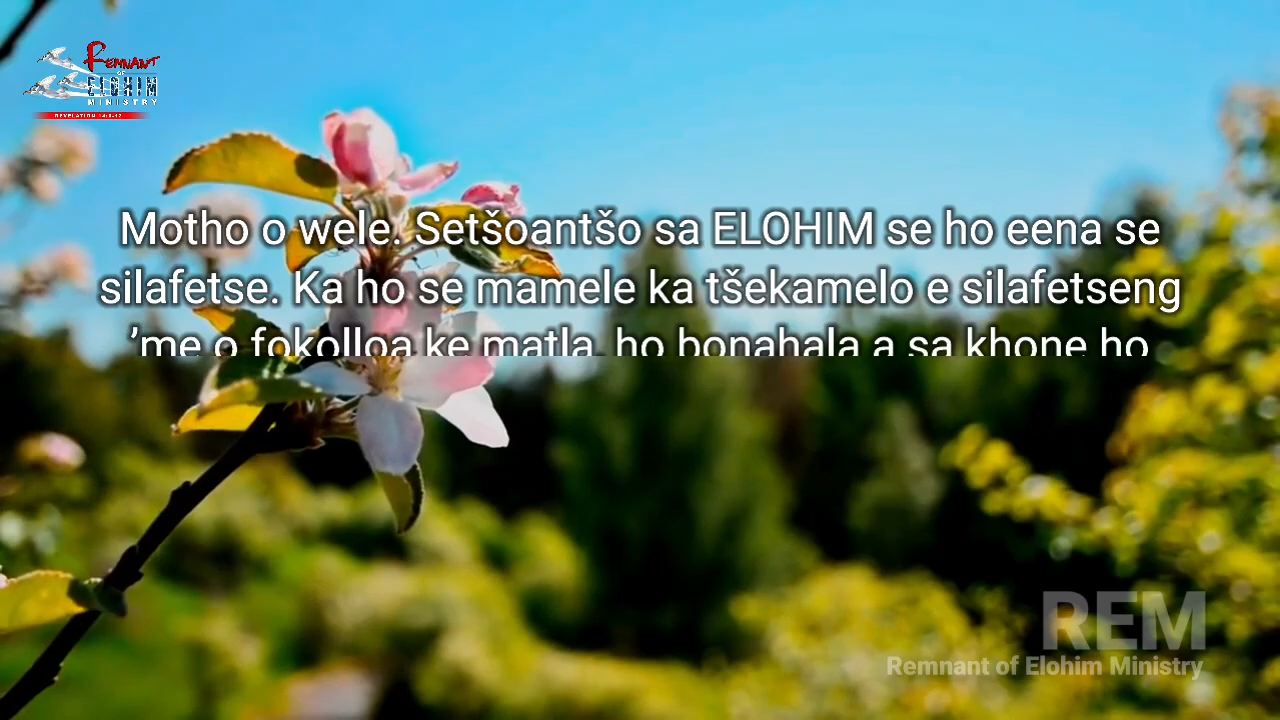 REMNANT
OF
ELOHIM
MINISTRY
Motho o wele. Setšoantšo sa ELOHIM se ho eena se
silafetse. Ka ho se mamele ka tšekamelo e silafetseng
’me o fokolloa ke matla, ho bonahala a sa khone ho
REM
Remnant of Elohim Ministry